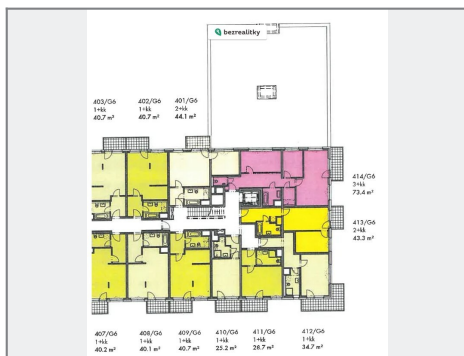 bezrealitky
403/G6
1+kk
40.7 m²
402/G6
1+kk
40.7 m²
401/G6
2+kk
44.1 m²
414/G6
3+kk
73.4 m²
413/G6
2+kk
43.3 m²
407/G6
1+kk
40.2 m²
408/G6
1+kk
40.1 m²
409/G6
1+kk
40.7 m²
410/G6
1+kk
25.2 m²
411/G6
1+kk
28.7 m²
412/G6
1+kk
34.7 m²